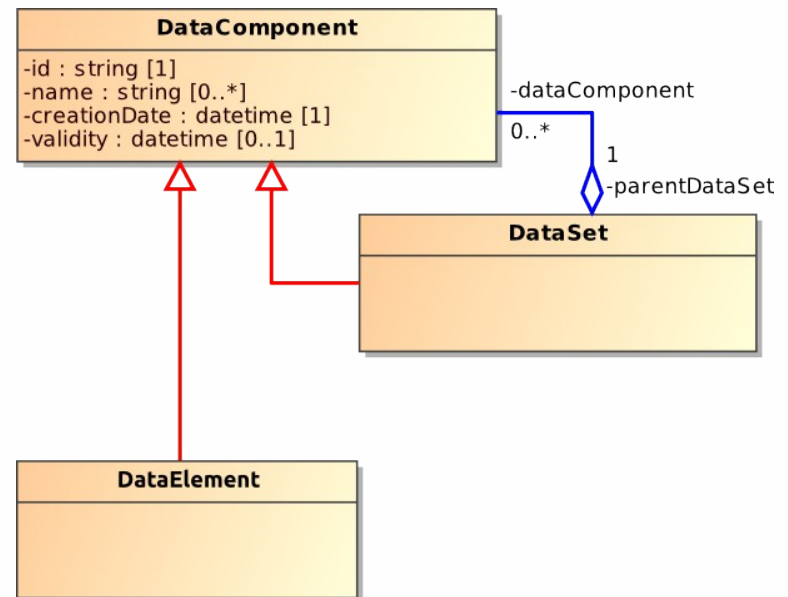 DataComponent
-id : string [1]
-name : string [0..*]
-creationDate : datetime [1]
-validity : datetime [0..1]
-dataComponent
0..*
1
-parentDataSet
DataSet
DataElement